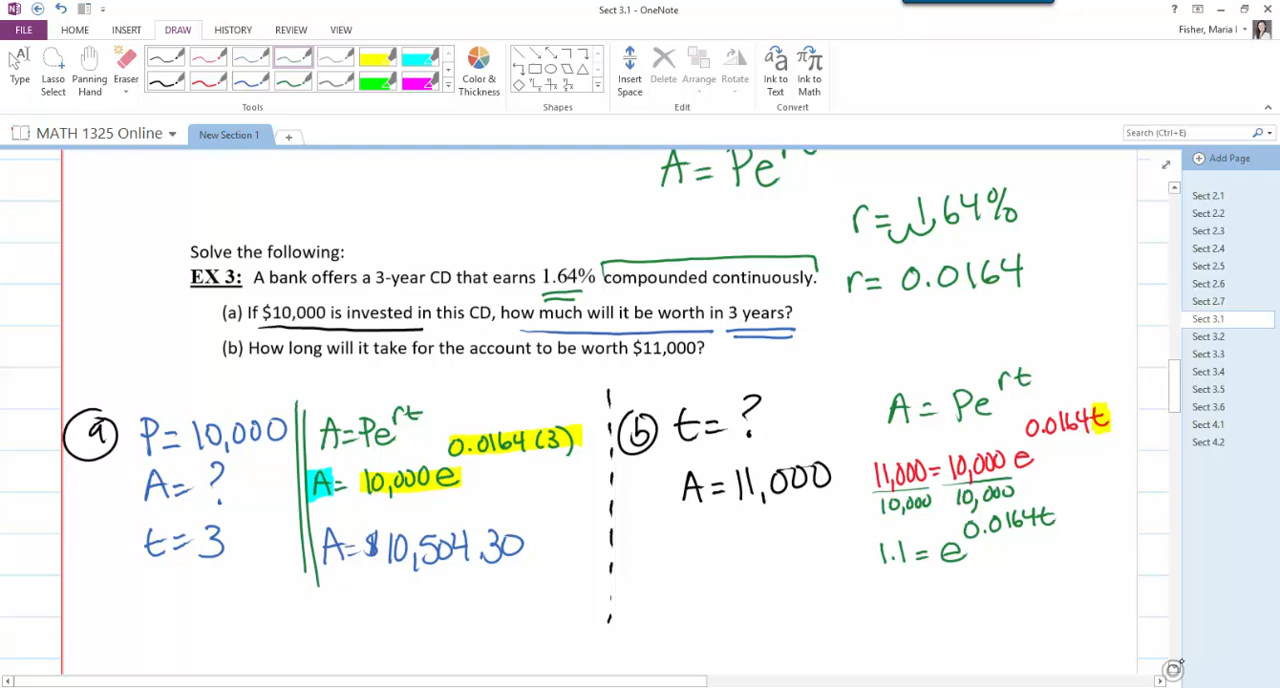 Sect 3.1 - OneNote
FILE HOME INSERT DRAW HISTORY REVIEW VIEW
Fisher, Maria I
Type
Lasso Select
Panning Hand
Eraser
Color & Thickness
Insert Space
Delete
Arrange
Rotate
Ink to Text
Ink to Math
Tools
Shapes
Edit
Convert
MATH 1325 Online
New Section 1
Search (Ctrl+E)
Add Page
Sect 2.1
Sect 2.2
Sect 2.3
Sect 2.4
Sect 2.5
Sect 2.6
Sect 2.7
Sect 3.1
Sect 3.2
Sect 3.3
Sect 3.4
Sect 3.5
Sect 3.6
Sect 4.1
Sect 4.2
A = Pe^rt
r = 1.64%
r = 0.0164
Solve the following:
EX 3: A bank offers a 3-year CD that earns 1.64% compounded continuously.
(a) If $10,000 is invested in this CD, how much will it be worth in 3 years?
(b) How long will it take for the account to be worth $11,000?
a
P = 10,000
A = ?
t = 3
A = Pe^rt
A = 10,000 e^0.0164 (3)
A = $10,504.30
b
t = ?
A = 11,000
A = Pe^rt
11,000 = 10,000 e^0.0164t
10,000 10,000
1.1 = e^0.0164t